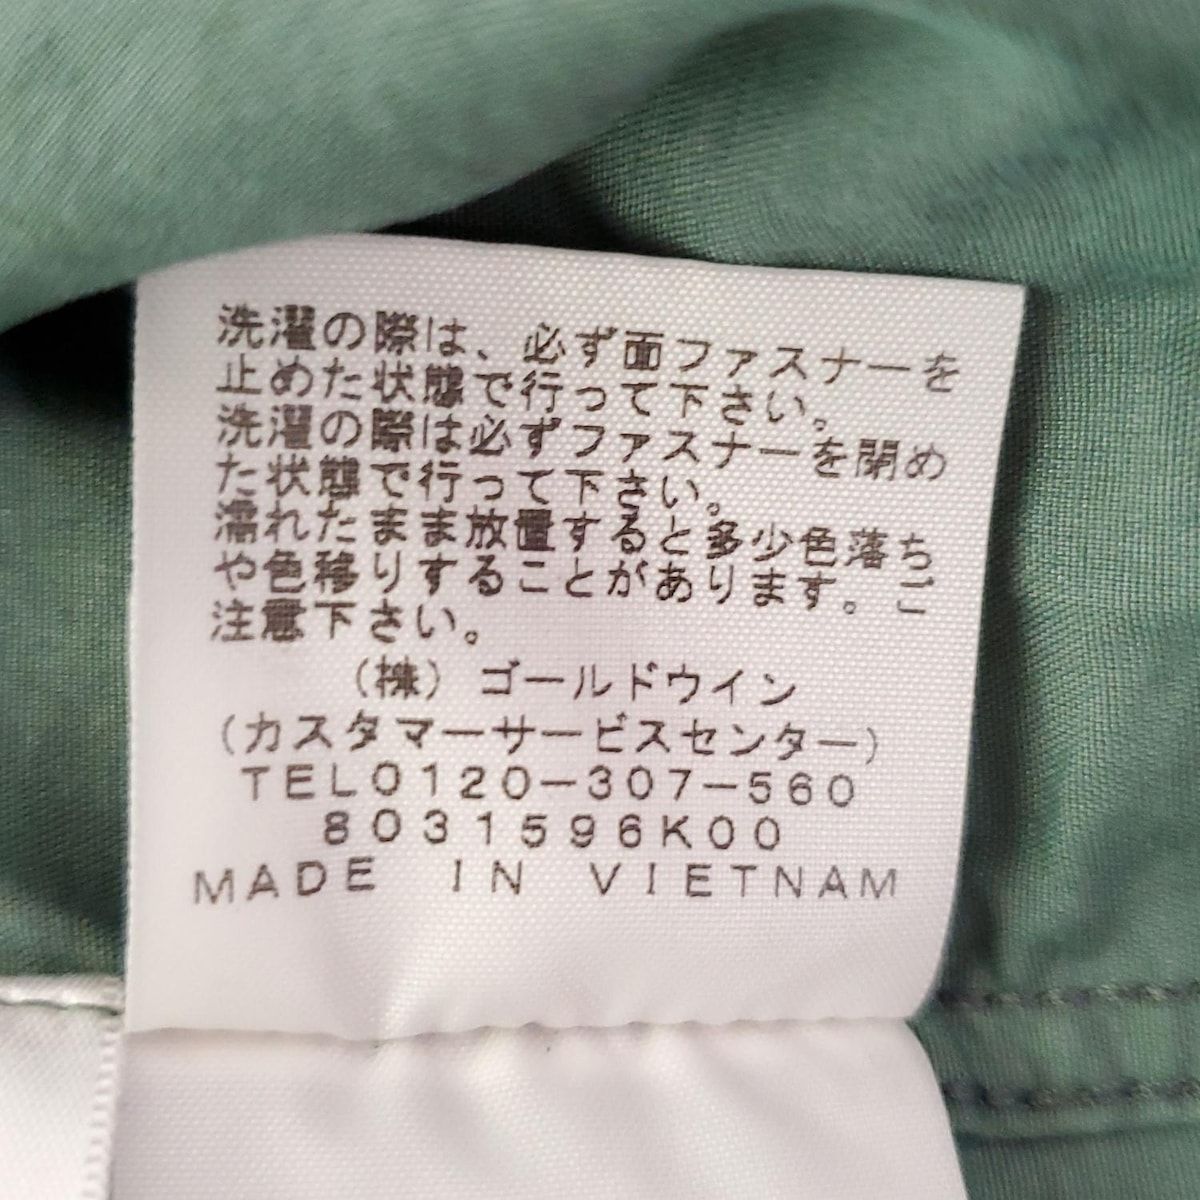 洗濯の際は、必ず面ファスナーを
止めた状態で行って下さい。
洗濯の際は必ずファスナーを閉め
た状態で行って下さい。
濡れたまま放置すると多少色落ち
や色移りすることがあります。ご
注意下さい。
(株)ゴールドウイン
(カスタマーサービスセンター)
TEL0120-307-560
8031596K00
MADE IN VIETNAM